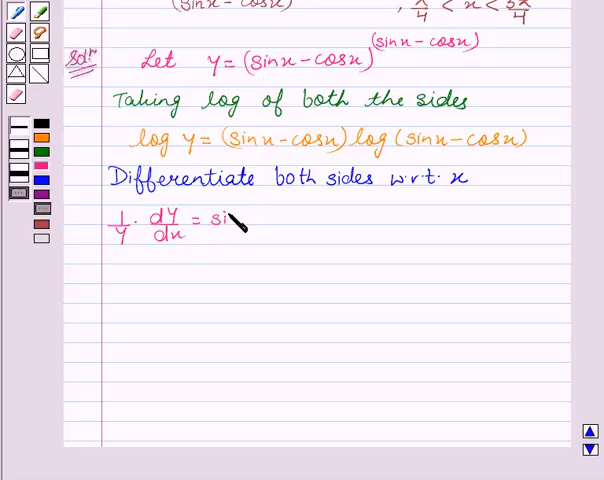 (sinx - cosx) , π/4 < x < 3π/4
Sol:n Let y = (sinx - cosx)^(sinx - cosx)
Taking log of both the sides
log y = (sinx - cosx) log (sinx - cosx)
Differentiate both sides w.r.t. x
1/y . dy/dx = si